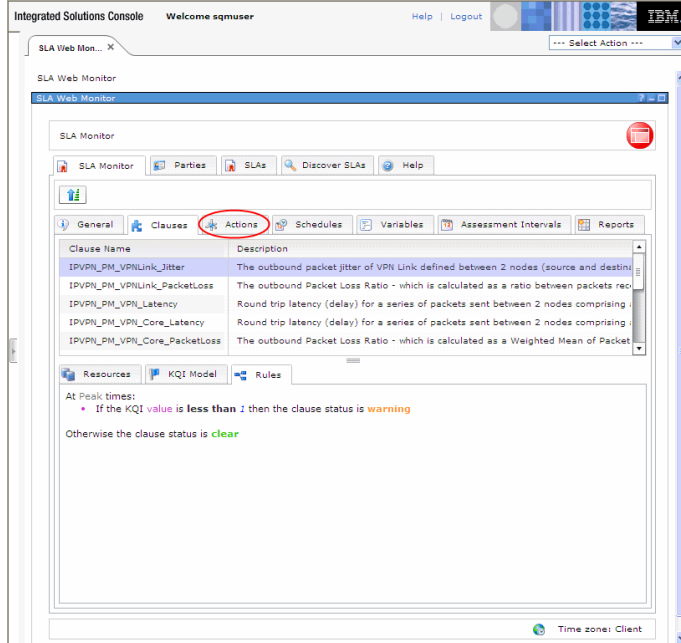 Integrated Solutions Console Welcome sqmuser Help | Logout IBM
SLA Web Mon... × --- Select Action ---
SLA Web Monitor
SLA Web Monitor ?
SLA Monitor
SLA Monitor Parties SLAs Discover SLAs Help
General Clauses Actions Schedules Variables Assessment Intervals Reports
Clause Name Description
IPVPN_PM_VPNLink_Jitter The outbound packet jitter of VPN Link defined between 2 nodes (source and destina
IPVPN_PM_VPNLink_PacketLoss The outbound Packet Loss Ratio - which is calculated as a ratio between packets rec
IPVPN_PM_VPN_Latency Round trip latency (delay) for a series of packets sent between 2 nodes comprising
IPVPN_PM_VPN_Core_Latency Round trip latency (delay) for a series of packets sent between 2 nodes comprising
IPVPN_PM_VPN_Core_PacketLoss The outbound Packet Loss Ratio - which is calculated as a Weighted Mean of Packet
Resources KQI Model Rules
At Peak times:
• If the KQI value is less than 1 then the clause status is warning
Otherwise the clause status is clear
Time zone: Client